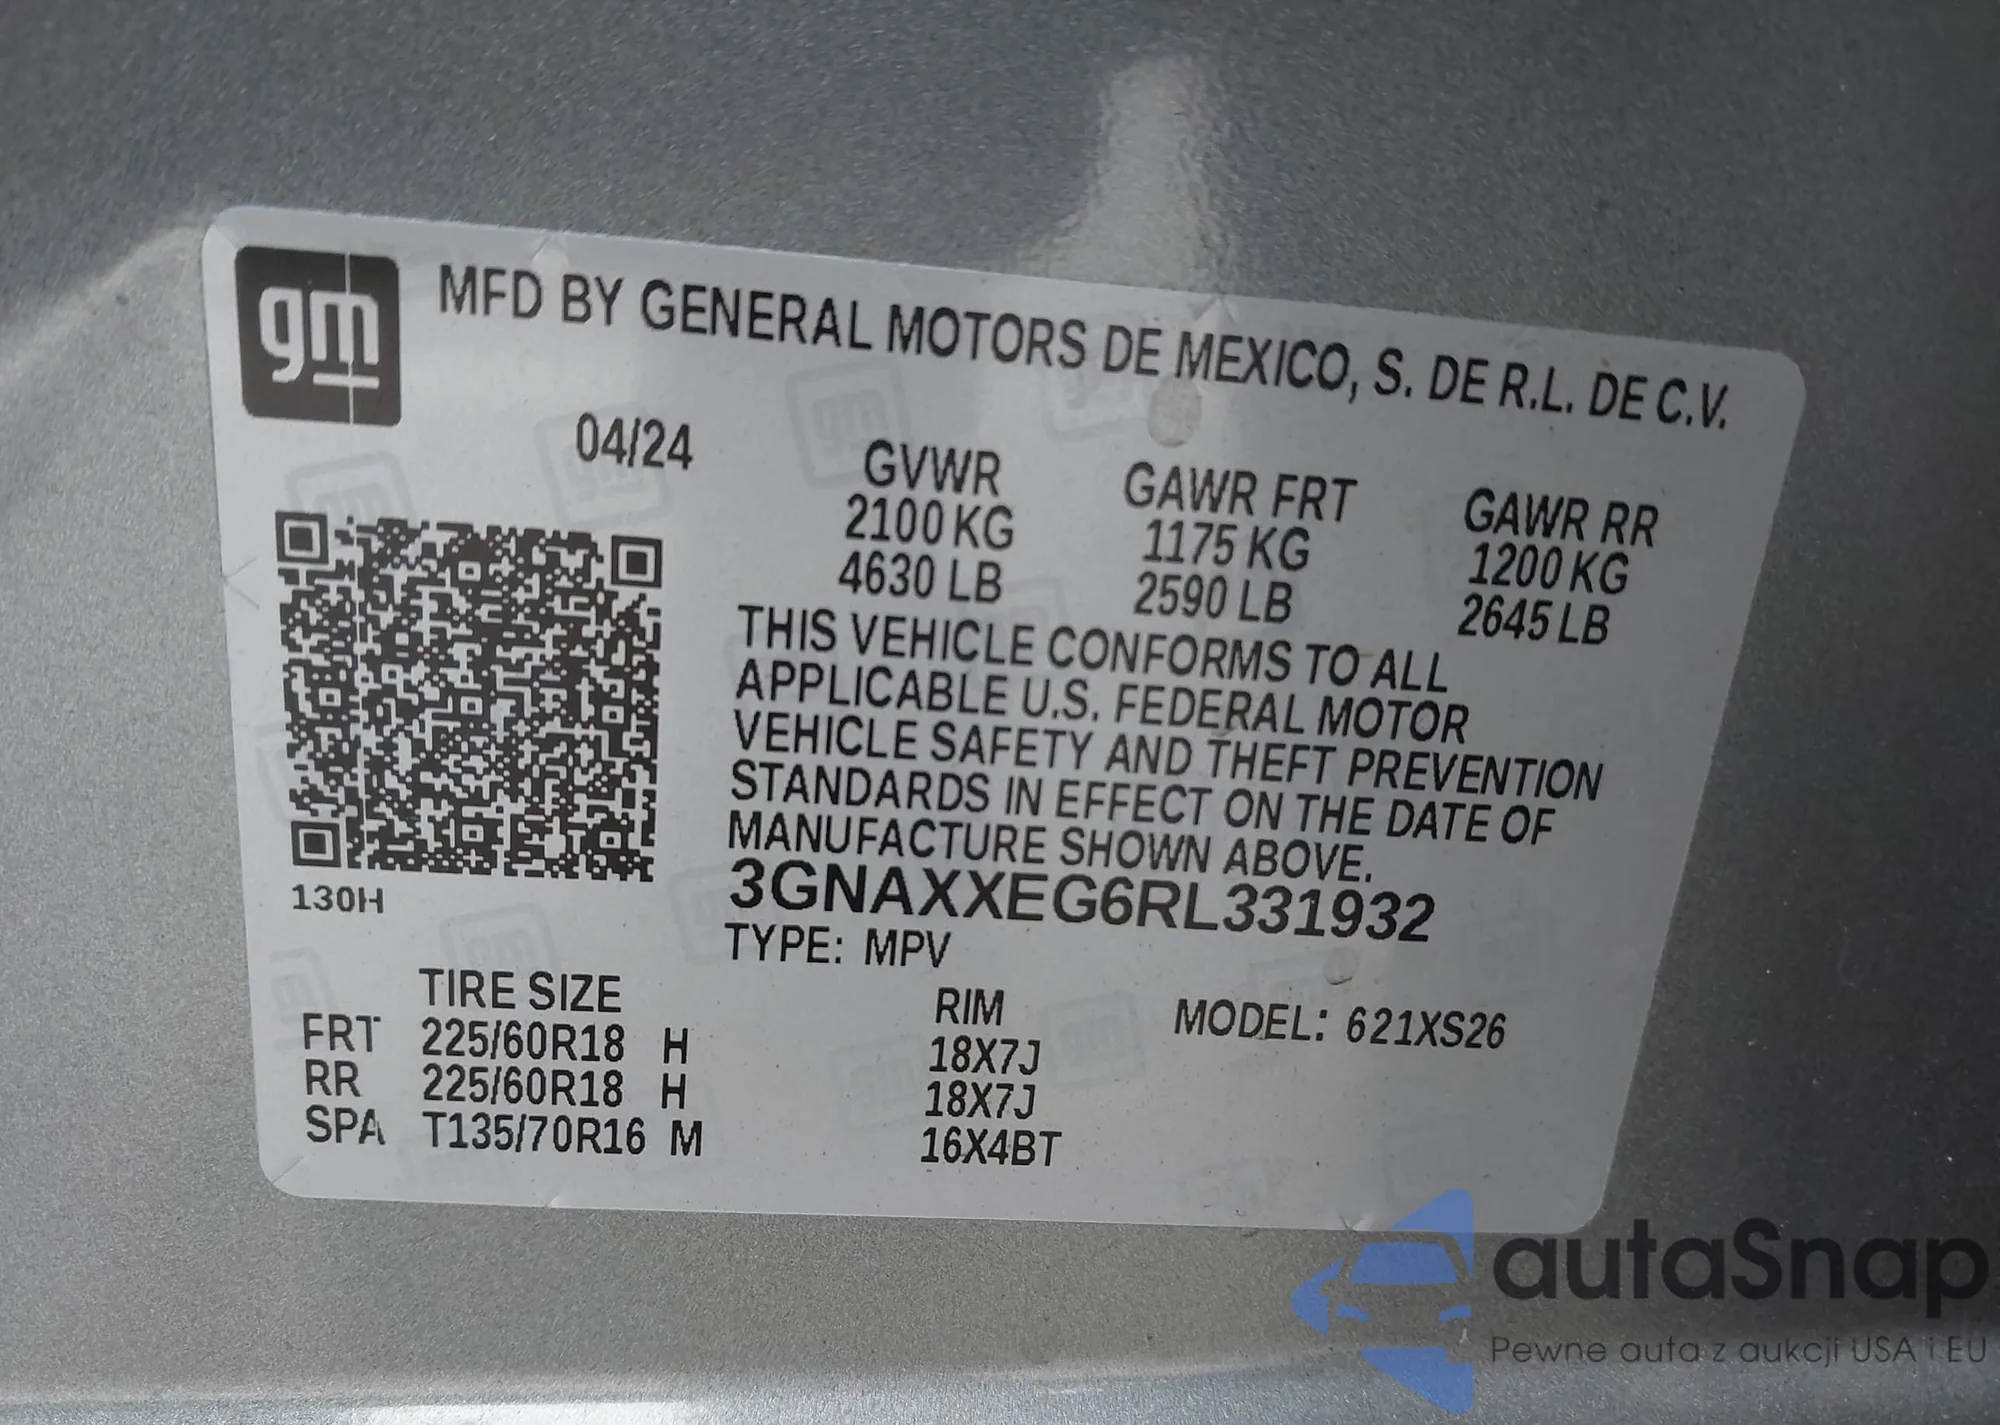 gm
MFD BY GENERAL MOTORS DE MEXICO, S. DE R.L. DE C.V.
04/24
GVWR GAWR FRT GAWR RR
2100 KG 1175 KG 1200 KG
4630 LB 2590 LB 2645 LB
THIS VEHICLE CONFORMS TO ALL
APPLICABLE U.S. FEDERAL MOTOR
VEHICLE SAFETY AND THEFT PREVENTION
STANDARDS IN EFFECT ON THE DATE OF
MANUFACTURE SHOWN ABOVE.
3GNAXXEG6RL331932
130H
TYPE: MPV
TIRE SIZE RIM MODEL: 621XS26
FRT 225/60R18 H 18X7J
RR 225/60R18 H 18X7J
SPA T135/70R16 M 16X4BT
autaSnap
Pewne auta z aukcji USA i EU